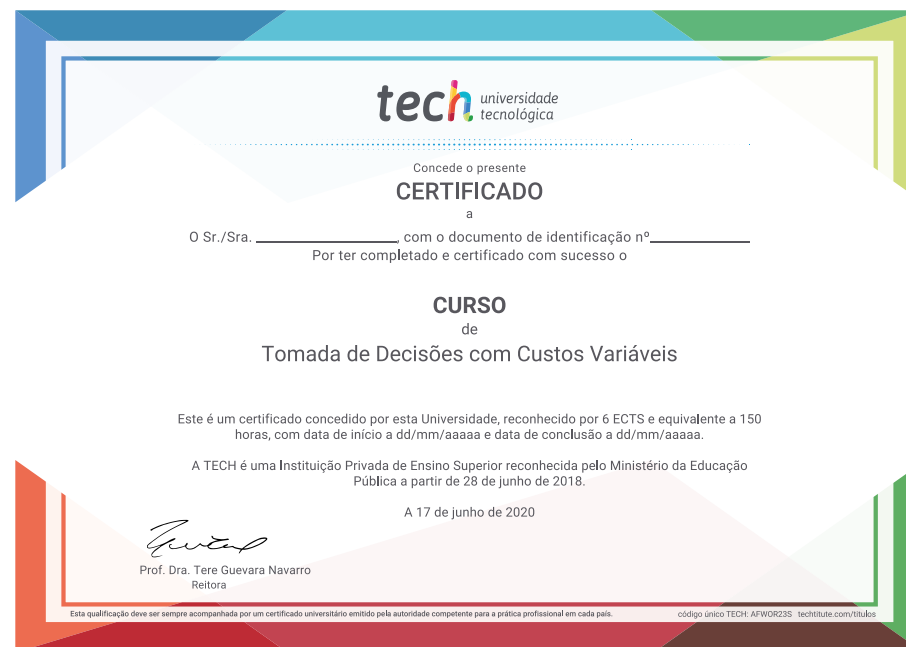 tech universidade
tecnológica
Concede o presente
CERTIFICADO
a
O Sr./Sra. ____________, com o documento de identificação nº________
Por ter completado e certificado com sucesso o
CURSO
de
Tomada de Decisões com Custos Variáveis
Este é um certificado concedido por esta Universidade, reconhecido por 6 ECTS e equivalente a 150
horas, com data de início a dd/mm/aaaaa e data de conclusão a dd/mm/aaaaa.
A TECH é uma Instituição Privada de Ensino Superior reconhecida pelo Ministério da Educação
Pública a partir de 28 de junho de 2018.
A 17 de junho de 2020
Prof. Dra. Tere Guevara Navarro
Reitora
Esta qualificação deve ser sempre acompanhada por um certificado universitário emitido pela autoridade competente para a prática profissional em cada país.
código único TECH: AFWOR23S techtitute.com/titulos